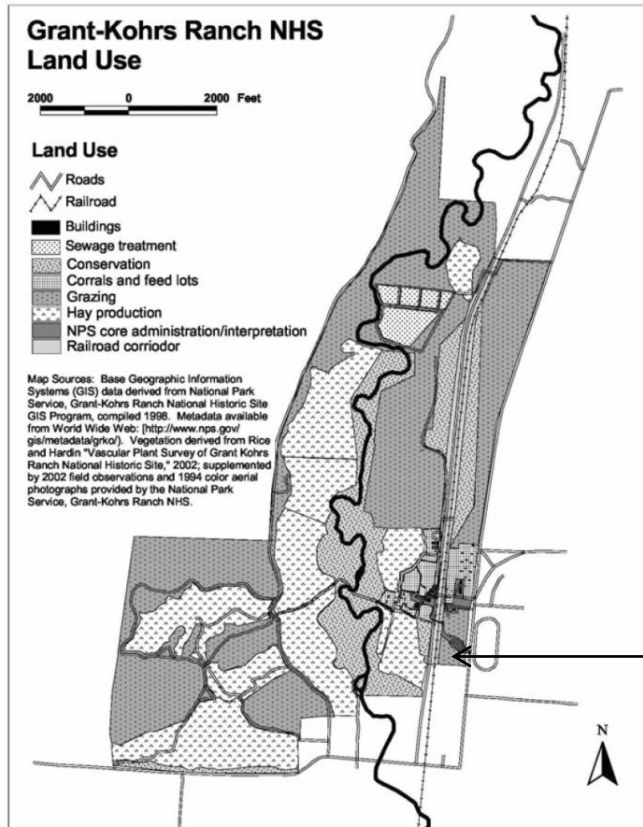 Grant-Kohrs Ranch NHS
Land Use
2000 0 2000 Feet
Land Use
Roads
Railroad
Buildings
Sewage treatment
Conservation
Corrals and feed lots
Grazing
Hay production
NPS core administration/interpretation
Railroad corriodor
Map Sources: Base Geographic Information
Systems (GIS) data derived from National Park
Service, Grant-Kohrs Ranch National Historic Site
GIS Program, compiled 1998. Metadata available
from World Wide Web: [http://www.nps.gov/
gis/metadata/grko/). Vegetation derived from Rice
and Hardin "Vascular Plant Survey of Grant Kohrs
Ranch National Historic Site," 2002; supplemented
by 2002 field observations and 1994 color aerial
photographs provided by the National Park
Service, Grant-Kohrs Ranch NHS.
N